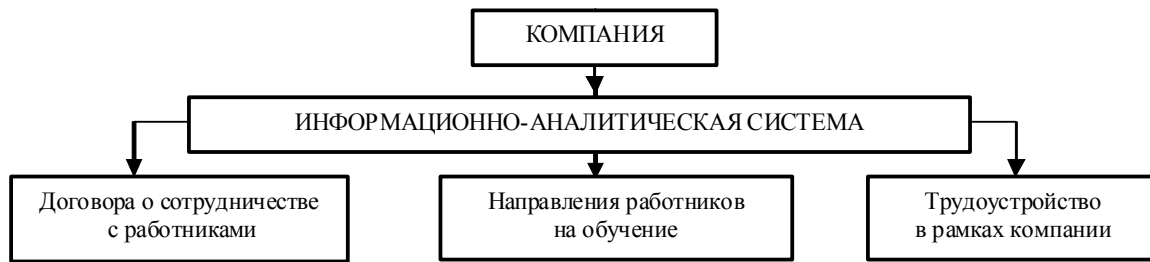 КОМПАНИЯ
ИНФОРМАЦИОННО-АНАЛИТИЧЕСКАЯ СИСТЕМА
Договора о сотрудничестве
с работниками
Направления работников
на обучение
Трудоустройство
в рамках компании